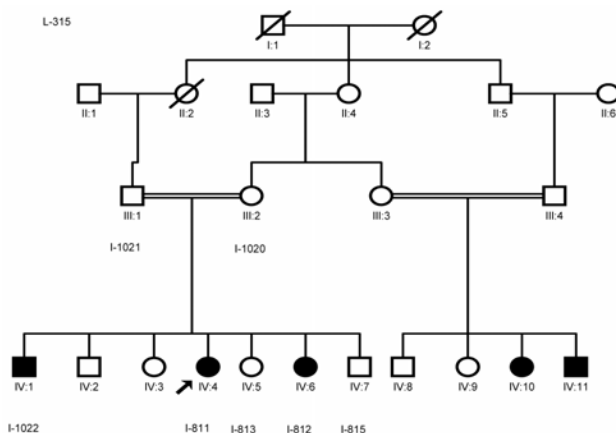 L-315
I:1 I:2
II:1 II:2 II:3 II:4 II:5 II:6
III:1 III:2 III:3 III:4
I-1021 I-1020
IV:1 IV:2 IV:3 IV:4 IV:5 IV:6 IV:7 IV:8 IV:9 IV:10 IV:11
I-1022 I-811 I-813 I-812 I-815